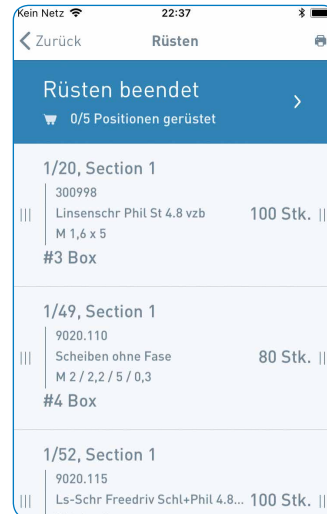 Kein Netz 22:37
Zurück Rüsten
Rüsten beendet
0/5 Positionen gerüstet
1/20, Section 1
300998
Linsenschr Phil St 4.8 vzb 100 Stk.
M 1,6 x 5
#3 Box
1/49, Section 1
9020.110
Scheiben ohne Fase 80 Stk.
M 2 / 2,2 / 5 / 0,3
#4 Box
1/52, Section 1
9020.115
Ls-Schr Freedriv Schl+Phil 4.8... 100 Stk.